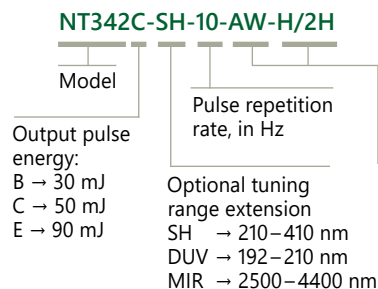 NT342C-SH-10-AW-H/2H
Model
Pulse repetition
rate, in Hz
Output pulse
energy:
B → 30 mJ
C → 50 mJ
E → 90 mJ
Optional tuning
range extension
SH → 210–410 nm
DUV → 192–210 nm
MIR → 2500–4400 nm